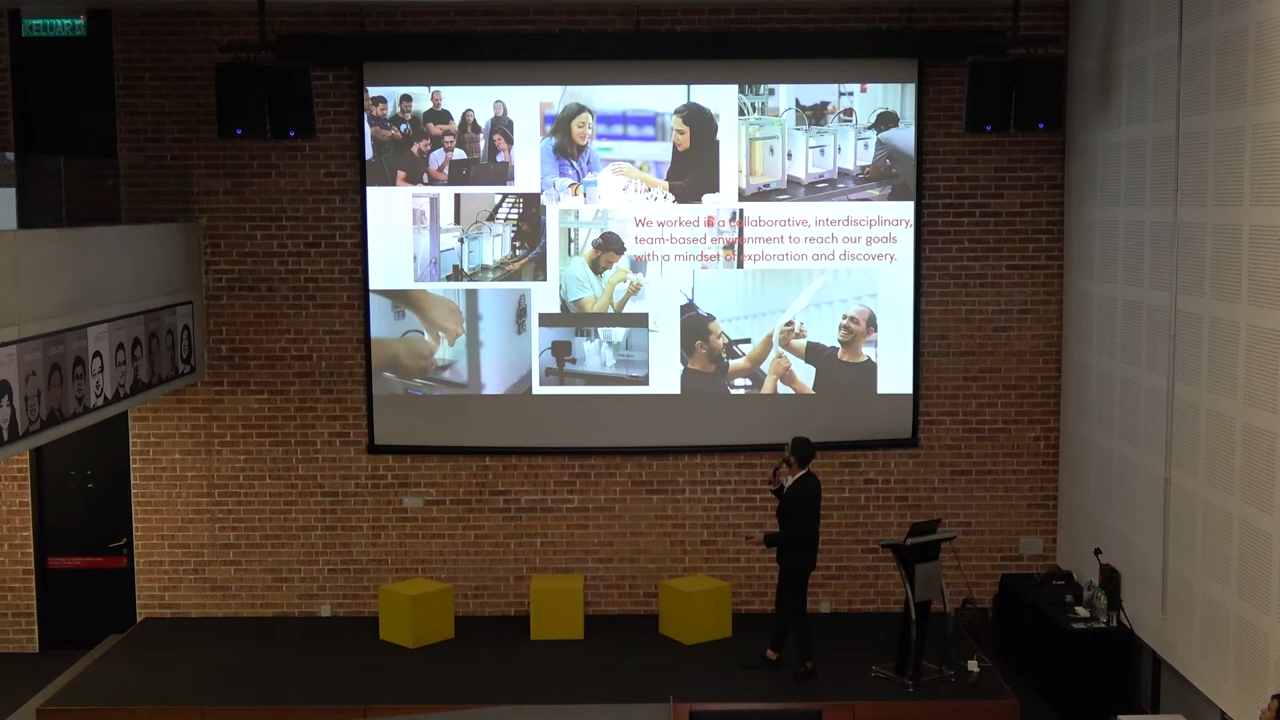 KELUAR
We worked in a collaborative, interdisciplinary,
team-based environment to reach our goals
with a mindset of exploration and discovery.